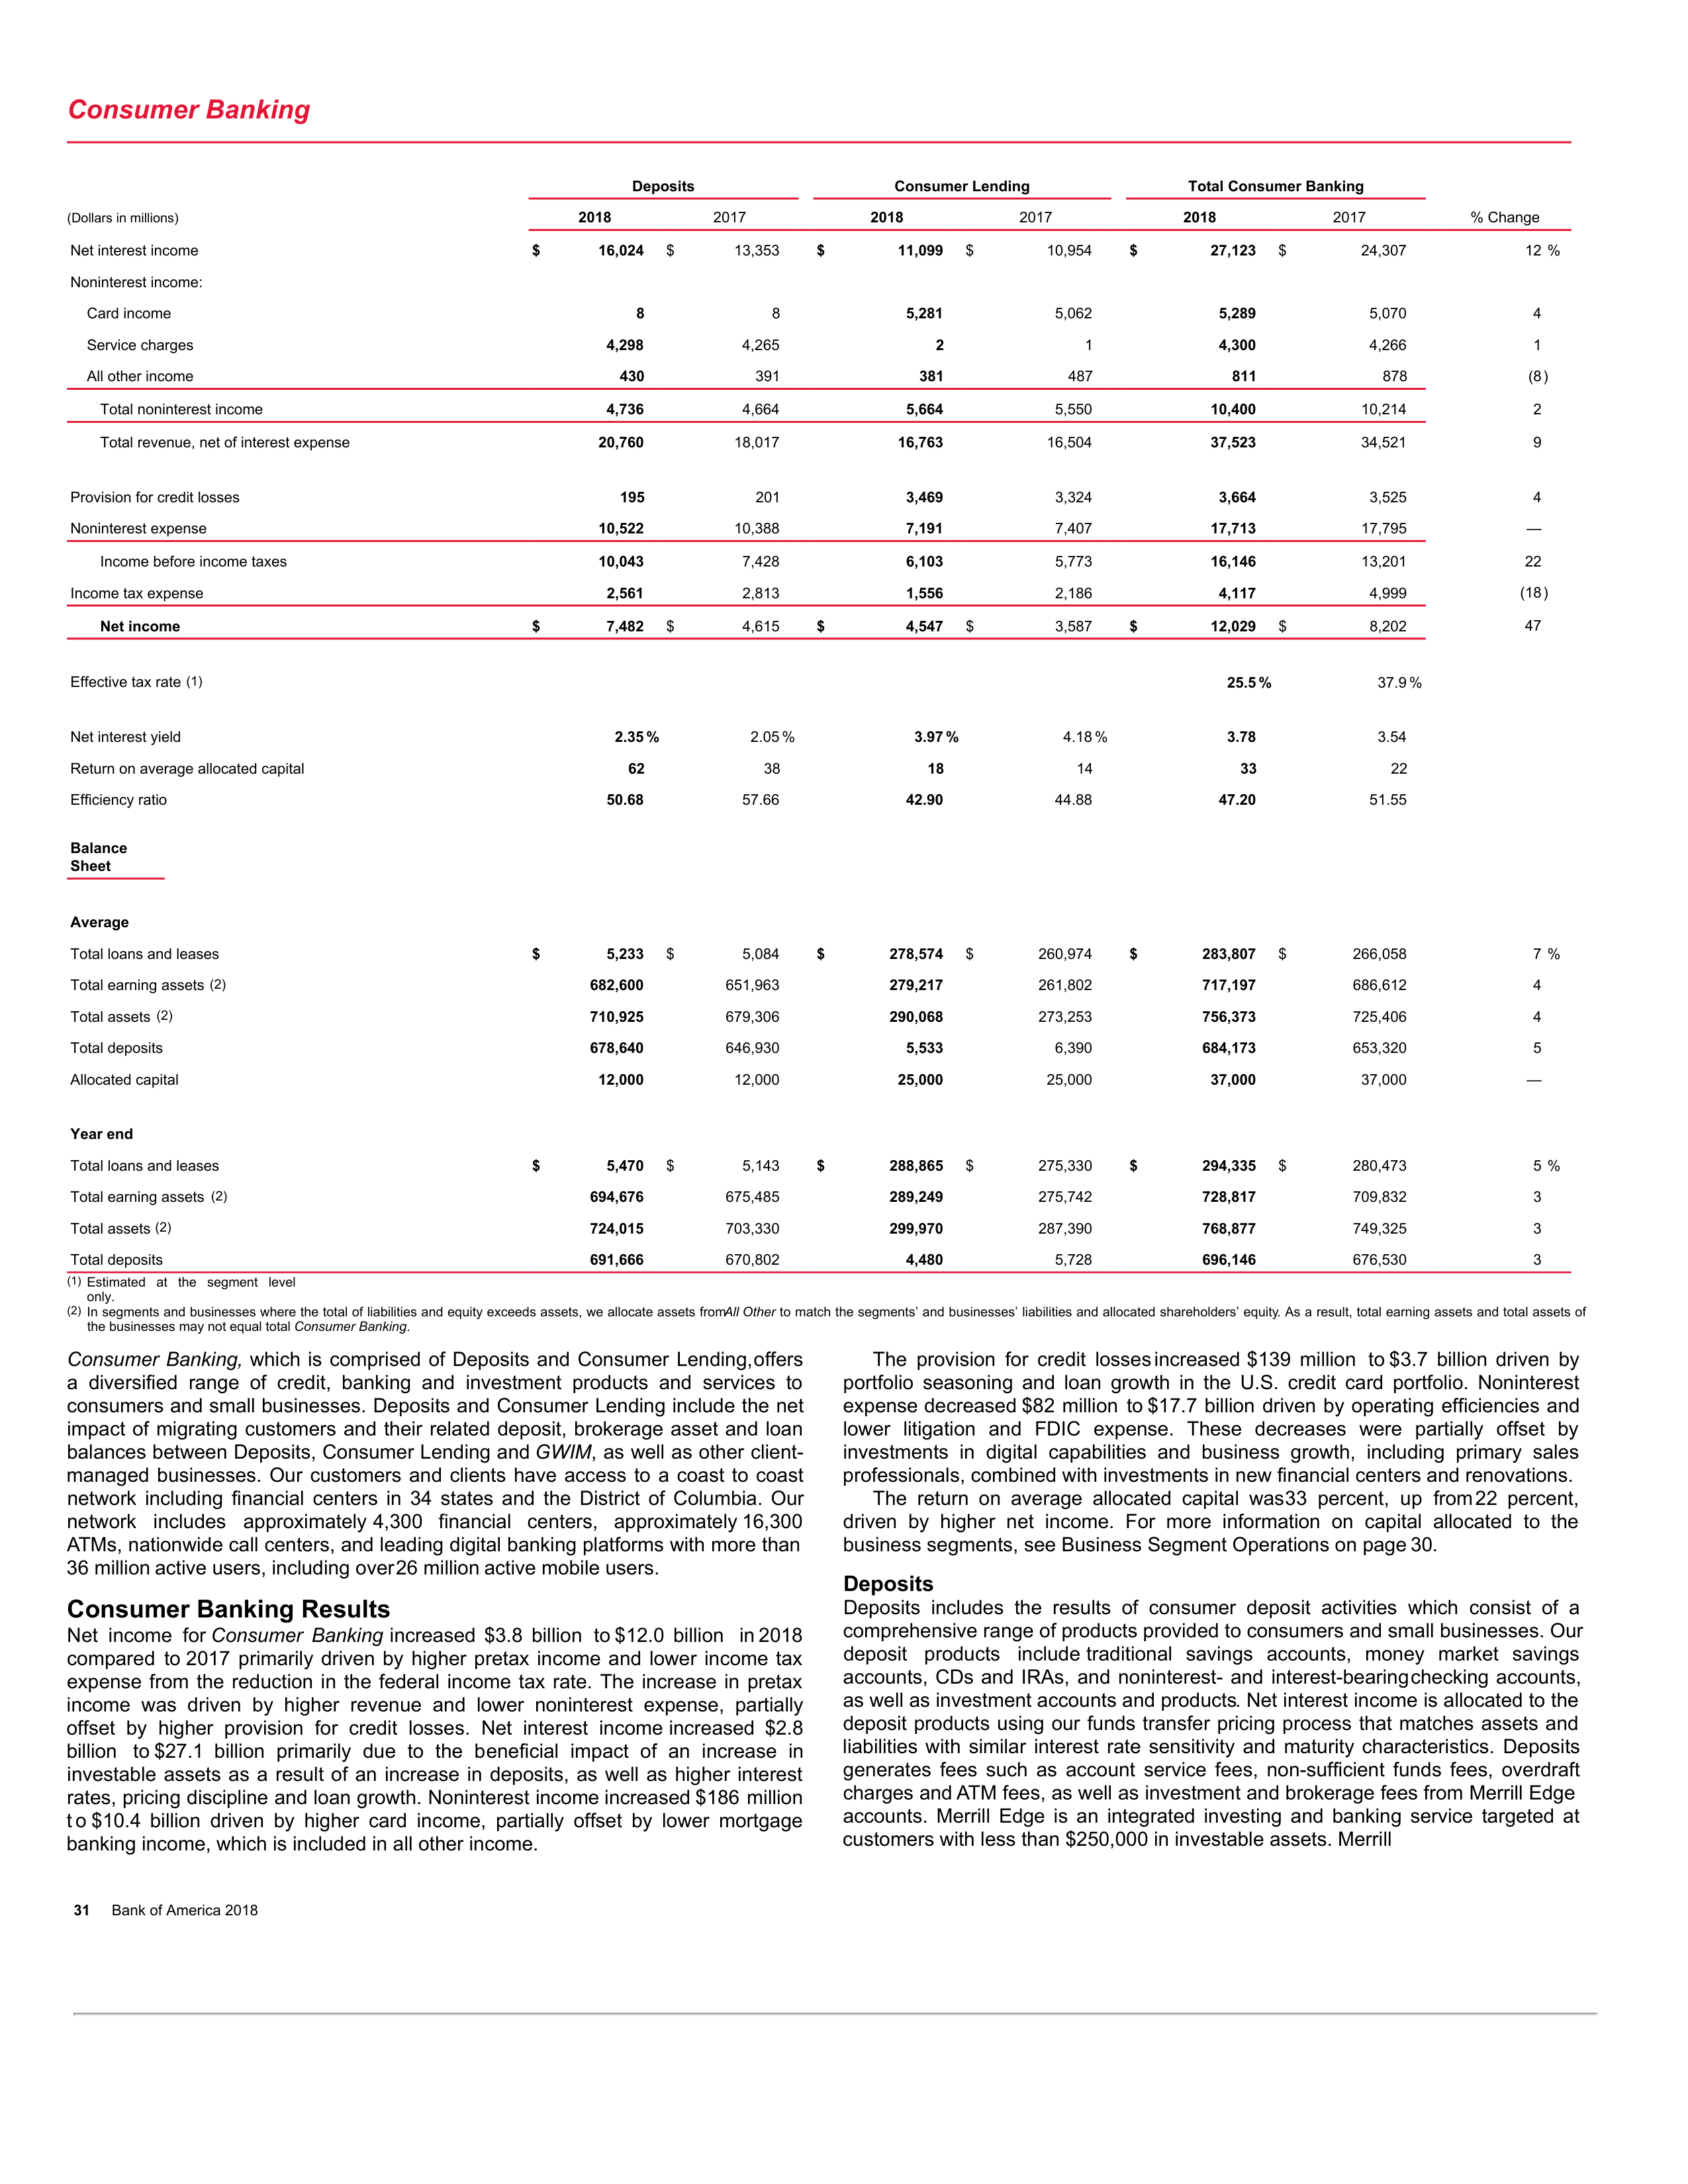 Consumer Banking
Deposits Consumer Lending Total Consumer Banking
(Dollars in millions) 2018 2017 2018 2017 2018 2017 % Change
Net interest income $ 16,024 $ 13,353 $ 11,099 $ 10,954 $ 27,123 $ 24,307 12 %
Noninterest income:
Card income 8 8 5,281 5,062 5,289 5,070 4
Service charges 4,298 4,265 2 1 4,300 4,266 1
All other income 430 391 381 487 811 878 (8)
Total noninterest income 4,736 4,664 5,664 5,550 10,400 10,214 2
Total revenue, net of interest expense 20,760 18,017 16,763 16,504 37,523 34,521 9
Provision for credit losses 195 201 3,469 3,324 3,664 3,525 4
Noninterest expense 10,522 10,388 7,191 7,407 17,713 17,795 —
Income before income taxes 10,043 7,428 6,103 5,773 16,146 13,201 22
Income tax expense 2,561 2,813 1,556 2,186 4,117 4,999 (18)
Net income $ 7,482 $ 4,615 $ 4,547 $ 3,587 $ 12,029 $ 8,202 47
Effective tax rate (1) 25.5% 37.9%
Net interest yield 2.35% 2.05% 3.97% 4.18% 3.78 3.54
Return on average allocated capital 62 38 18 14 33 22
Efficiency ratio 50.68 57.66 42.90 44.88 47.20 51.55
Balance
Sheet
Average
Total loans and leases $ 5,233 $ 5,084 $ 278,574 $ 260,974 $ 283,807 $ 266,058 7 %
Total earning assets (2) 682,600 651,963 279,217 261,802 717,197 686,612 4
Total assets (2) 710,925 679,306 290,068 273,253 756,373 725,406 4
Total deposits 678,640 646,930 5,533 6,390 684,173 653,320 5
Allocated capital 12,000 12,000 25,000 25,000 37,000 37,000 —
Year end
Total loans and leases $ 5,470 $ 5,143 $ 288,865 $ 275,330 $ 294,335 $ 280,473 5 %
Total earning assets (2) 694,676 675,485 289,249 275,742 728,817 709,832 3
Total assets (2) 724,015 703,330 299,970 287,390 768,877 749,325 3
Total deposits 691,666 670,802 4,480 5,728 696,146 676,530 3
(1) Estimated at the segment level
only.
(2) In segments and businesses where the total of liabilities and equity exceeds assets, we allocate assets from All Other to match the segments’ and businesses’ liabilities and allocated shareholders’ equity. As a result, total earning assets and total assets of
the businesses may not equal total Consumer Banking.
Consumer Banking, which is comprised of Deposits and Consumer Lending, offers
a diversified range of credit, banking and investment products and services to
consumers and small businesses. Deposits and Consumer Lending include the net
impact of migrating customers and their related deposit, brokerage asset and loan
balances between Deposits, Consumer Lending and GWIM, as well as other client-
managed businesses. Our customers and clients have access to a coast to coast
network including financial centers in 34 states and the District of Columbia. Our
network includes approximately 4,300 financial centers, approximately 16,300
ATMs, nationwide call centers, and leading digital banking platforms with more than
36 million active users, including over 26 million active mobile users.
Consumer Banking Results
Net income for Consumer Banking increased $3.8 billion to $12.0 billion in 2018
compared to 2017 primarily driven by higher pretax income and lower income tax
expense from the reduction in the federal income tax rate. The increase in pretax
income was driven by higher revenue and lower noninterest expense, partially
offset by higher provision for credit losses. Net interest income increased $2.8
billion to $27.1 billion primarily due to the beneficial impact of an increase in
investable assets as a result of an increase in deposits, as well as higher interest
rates, pricing discipline and loan growth. Noninterest income increased $186 million
to $10.4 billion driven by higher card income, partially offset by lower mortgage
banking income, which is included in all other income.
The provision for credit losses increased $139 million to $3.7 billion driven by
portfolio seasoning and loan growth in the U.S. credit card portfolio. Noninterest
expense decreased $82 million to $17.7 billion driven by operating efficiencies and
lower litigation and FDIC expense. These decreases were partially offset by
investments in digital capabilities and business growth, including primary sales
professionals, combined with investments in new financial centers and renovations.
The return on average allocated capital was 33 percent, up from 22 percent,
driven by higher net income. For more information on capital allocated to the
business segments, see Business Segment Operations on page 30.
Deposits
Deposits includes the results of consumer deposit activities which consist of a
comprehensive range of products provided to consumers and small businesses. Our
deposit products include traditional savings accounts, money market savings
accounts, CDs and IRAs, and noninterest- and interest-bearing checking accounts,
as well as investment accounts and products. Net interest income is allocated to the
deposit products using our funds transfer pricing process that matches assets and
liabilities with similar interest rate sensitivity and maturity characteristics. Deposits
generates fees such as account service fees, non-sufficient funds fees, overdraft
charges and ATM fees, as well as investment and brokerage fees from Merrill Edge
accounts. Merrill Edge is an integrated investing and banking service targeted at
customers with less than $250,000 in investable assets. Merrill
31 Bank of America 2018